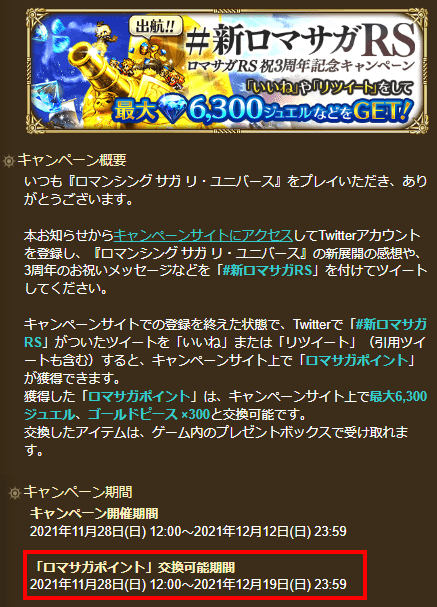 出航!!
#新ロマサガRS
ロマサガRS 祝3周年記念キャンペーン
「いいね」や「リツイート」をして
最大6,300ジュエルなどをGET!
キャンペーン概要
いつも『ロマンシング サガ リ・ユニバース』をプレイいただき、あり
がとうございます。
本お知らせからキャンペーンサイトにアクセスしてTwitterアカウント
を登録し、『ロマンシング サガ リ・ユニバース』の新展開の感想や、
3周年のお祝いメッセージなどを「#新ロマサガRS」を付けてツイート
してください。
キャンペーンサイトでの登録を終えた状態で、Twitterで「#新ロマサガ
RS」がついたツイートを「いいね」または「リツイート」（引用ツイ
ートも含む）すると、キャンペーンサイト上で「ロマサガポイント」
が獲得できます。
獲得した「ロマサガポイント」は、キャンペーンサイト上で最大6,300
ジュエル、ゴールドピース ×300と交換可能です。
交換したアイテムは、ゲーム内のプレゼントボックスで受け取れま
す。
キャンペーン期間
キャンペーン開催期間
2021年11月28日(日) 12:00～2021年12月12日(日) 23:59
「ロマサガポイント」交換可能期間
2021年11月28日(日) 12:00～2021年12月19日(日) 23:59